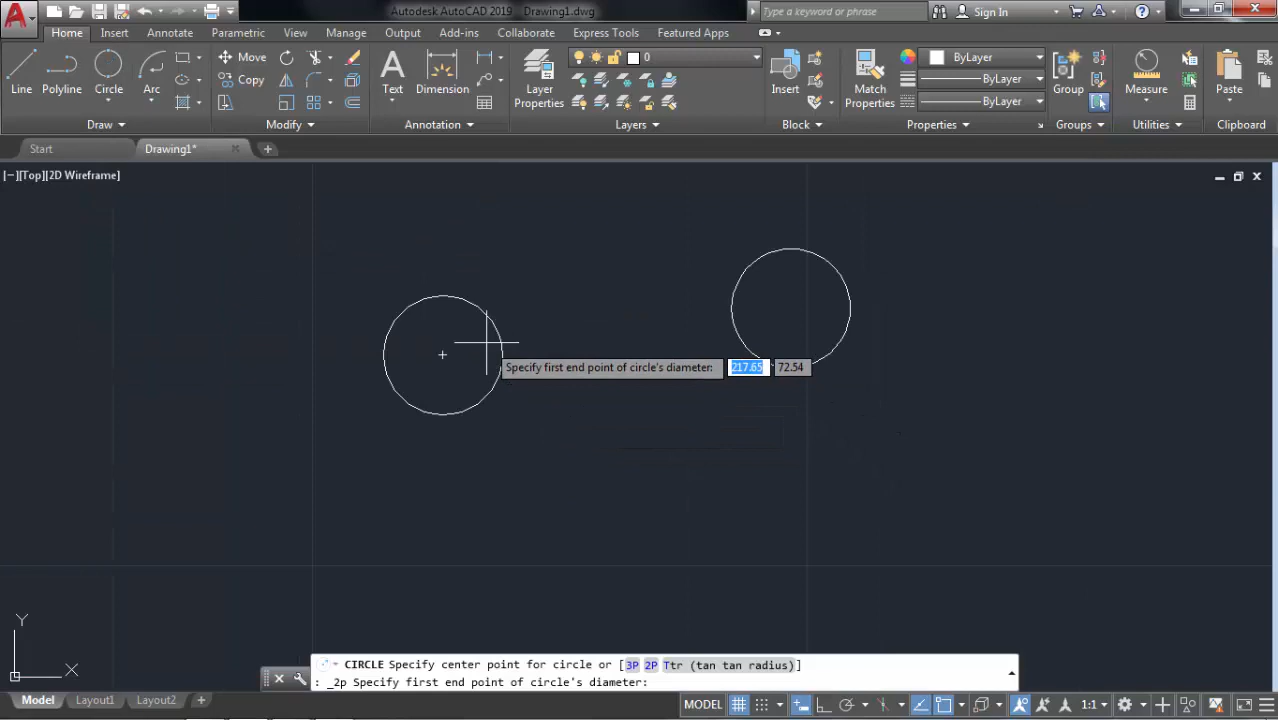 Autodesk AutoCAD 2019 Drawing1.dwg
Type a keyword or phrase
Sign In
Home Insert Annotate Parametric View Manage Output Add-ins Collaborate Express Tools Featured Apps
Line Polyline Circle Arc
Move
Copy
Text Dimension
Layer Properties
0
Insert
Match Properties
ByLayer
ByLayer
ByLayer
Group
Measure
Paste
Draw Modify Annotation Layers Block Properties Groups Utilities Clipboard
Start Drawing1*
[−][Top][2D Wireframe]
Specify first end point of circle's diameter: 217.65 72.54
Y
X
CIRCLE Specify center point for circle or [3P 2P Ttr (tan tan radius)]
: _2p Specify first end point of circle's diameter:
Model Layout1 Layout2 + MODEL 1:1